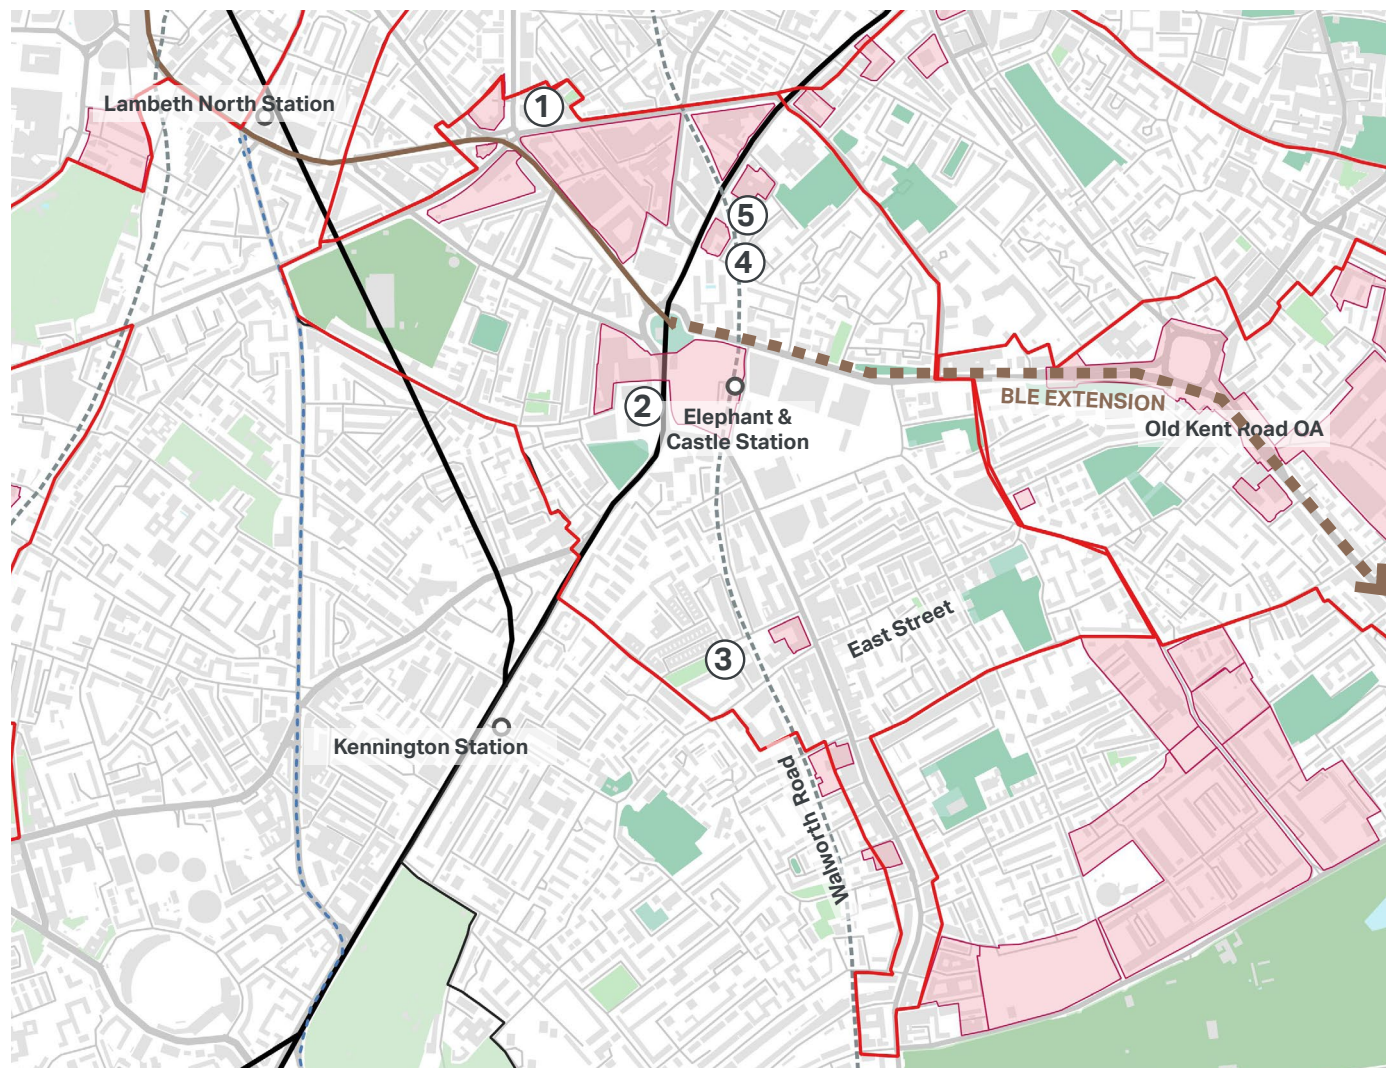 Lambeth North Station
1
5
4
BLE EXTENSION
2
Elephant &
Castle Station
Old Kent Road OA
East Street
3
Kennington Station
Walworth Road